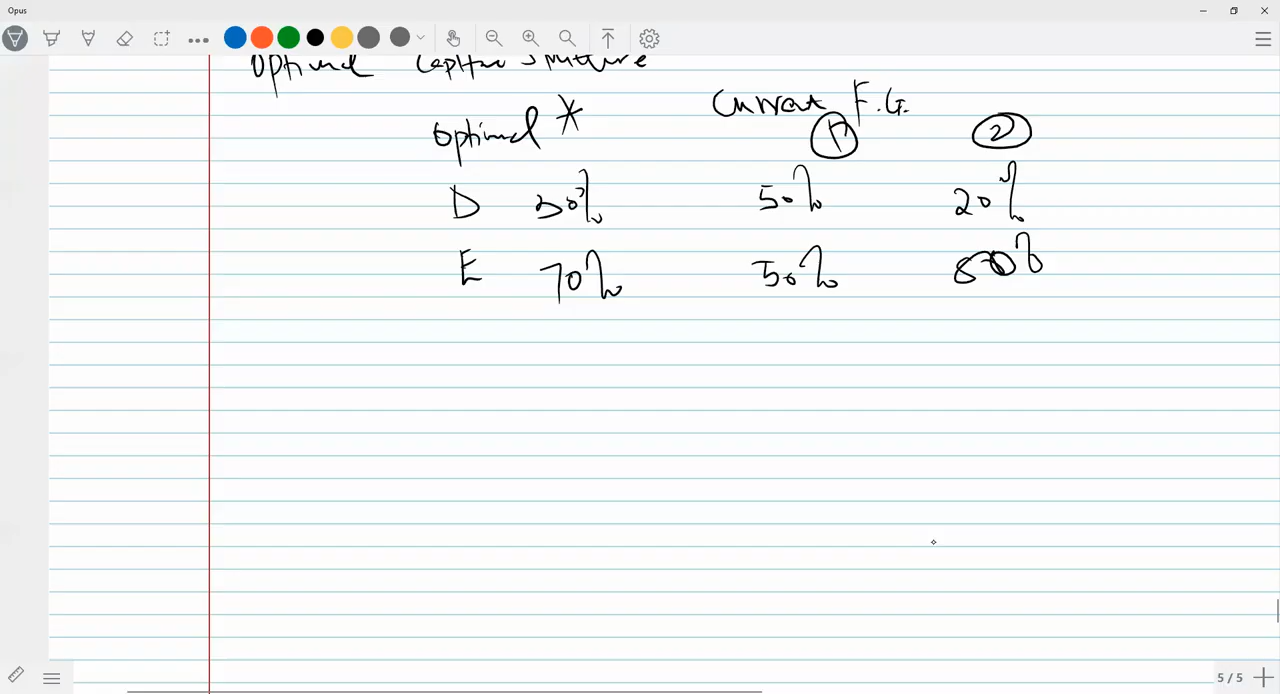 Opus
Optimal Capital Structure
Optimal * Current F.G.
① ②
D 30% 50% 20%
E 70% 50% 80%
5 / 5